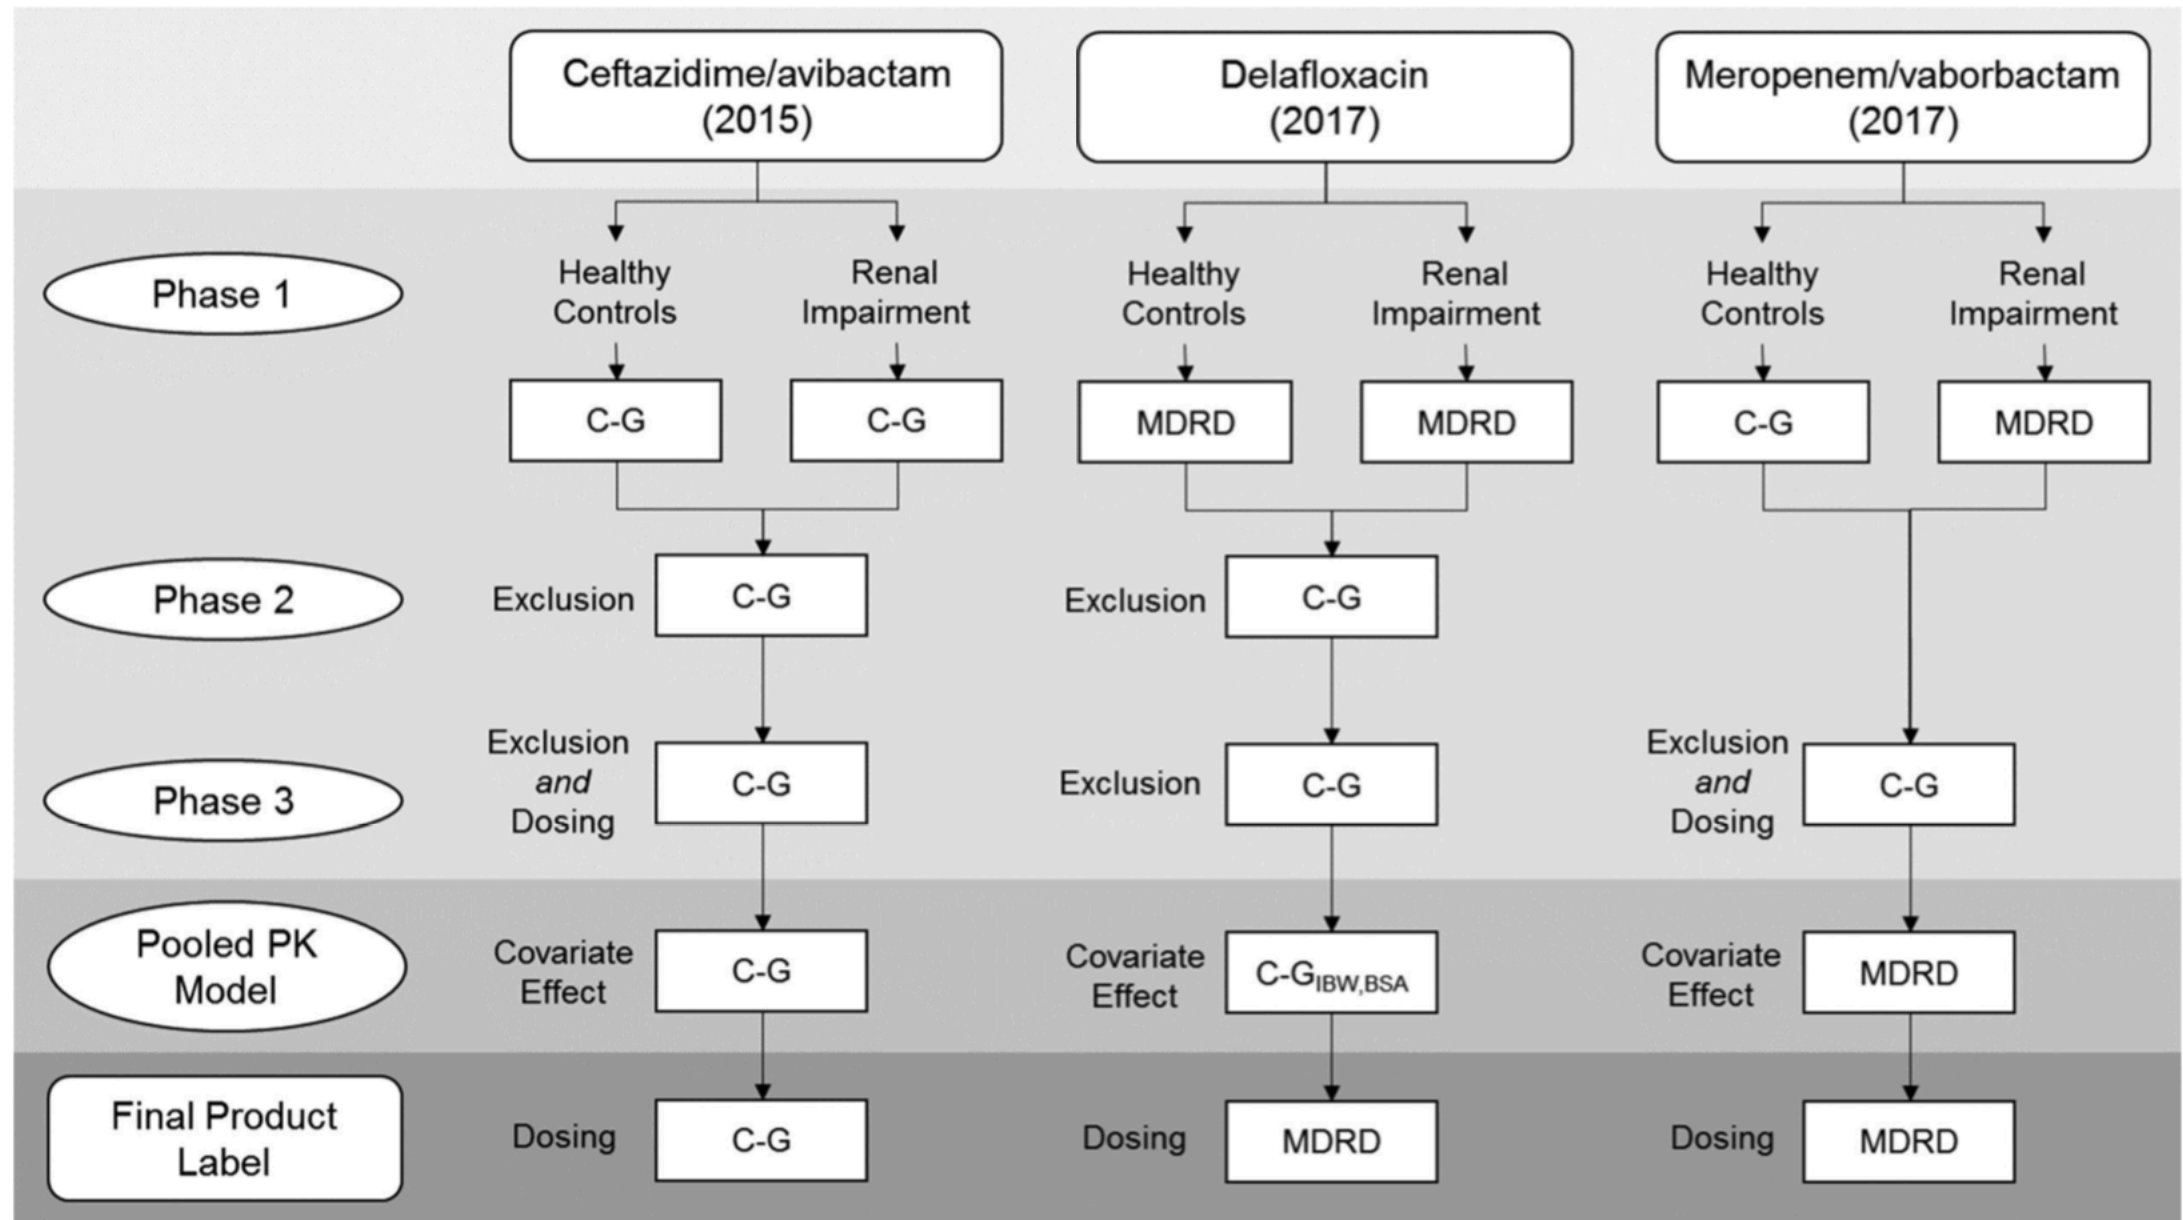 Ceftazidime/avibactam
(2015)
Delafloxacin
(2017)
Meropenem/vaborbactam
(2017)
Phase 1
Healthy
Controls
Renal
Impairment
Healthy
Controls
Renal
Impairment
Healthy
Controls
Renal
Impairment
C-G
C-G
MDRD
MDRD
C-G
MDRD
Phase 2
Exclusion
C-G
Exclusion
C-G
Phase 3
Exclusion
and
Dosing
C-G
Exclusion
C-G
Exclusion
and
Dosing
C-G
Pooled PK
Model
Covariate
Effect
C-G
Covariate
Effect
C-GIBW,BSA
Covariate
Effect
MDRD
Final Product
Label
Dosing
C-G
Dosing
MDRD
Dosing
MDRD